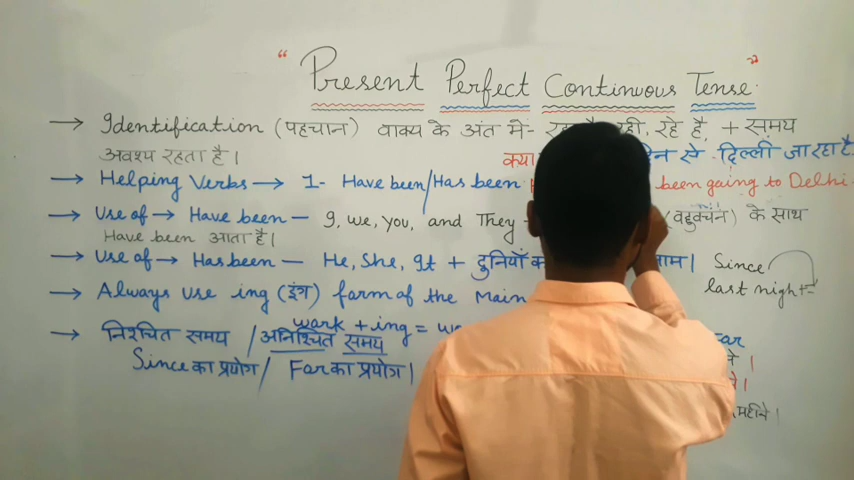 " Present Perfect Continuous Tense. "
→ Identification (पहचान) वाक्य के अंत में- रही, रहे है, + समय
अवश्य रहता है।
क्या दिन से दिल्ली जा रहा है
→ Helping Verbs → 1- Have been/Has been.
been going to Delhi
→ Use of → Have been – I, we, you, and They (बहुवचन) के साथ
Have been आता है।
→ Use of → Has been – He, She, It + दुनियाँ
Since
last night
→ Always use ing (इंग) form of the Main
work + ing =
→ निश्चित समय / अनिश्चित समय
Since का प्रयोग / For का प्रयोग।